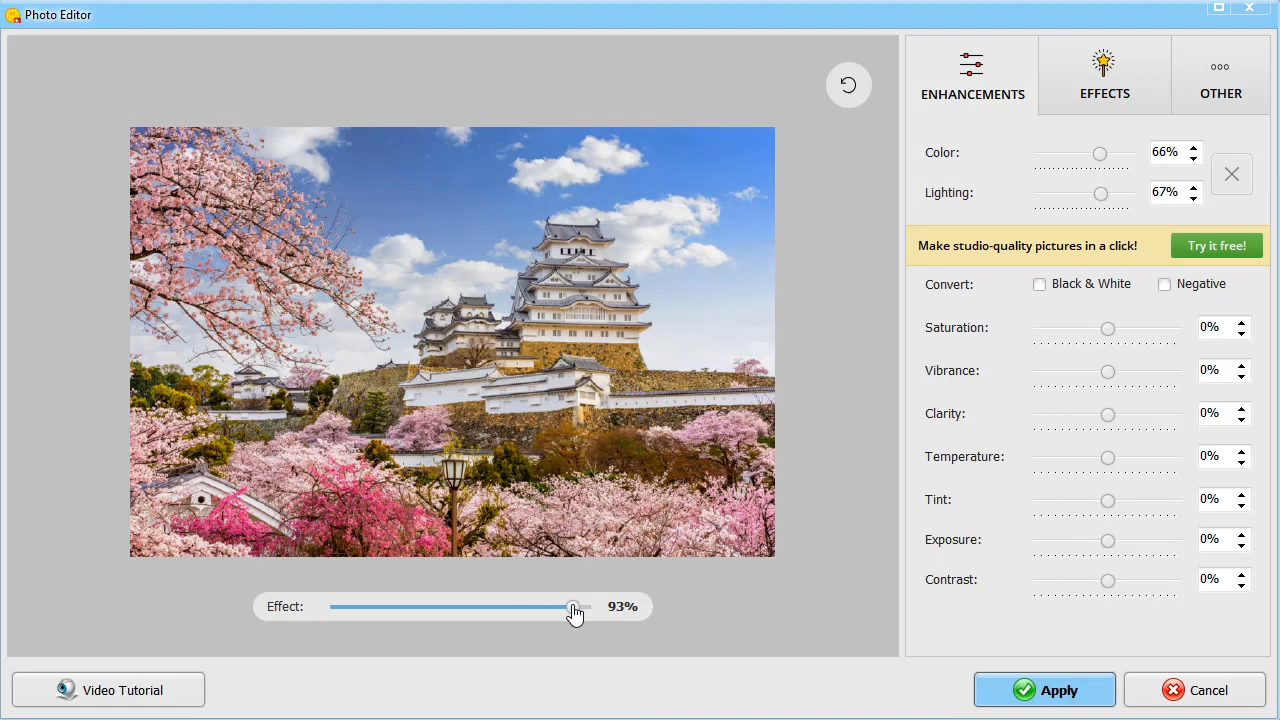 Photo Editor
ENHANCEMENTS
EFFECTS
OTHER
Color:
66%
Lighting:
67%
Make studio-quality pictures in a click!
Try it free!
Convert:
Black & White
Negative
Saturation:
0%
Vibrance:
0%
Clarity:
0%
Temperature:
0%
Tint:
0%
Exposure:
0%
Contrast:
0%
Effect:
93%
Video Tutorial
Apply
Cancel